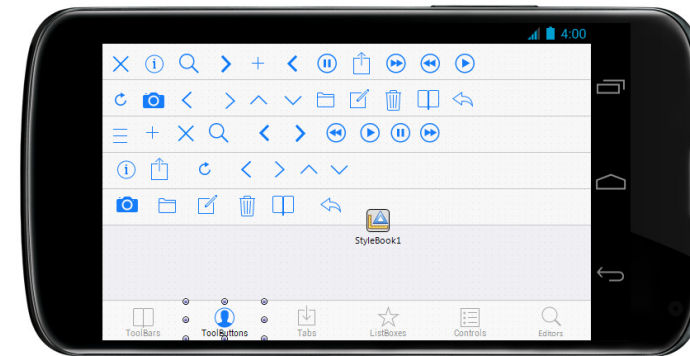 4:00
StyleBook1
ToolBars
ToolButtons
Tabs
ListBoxes
Controls
Editors